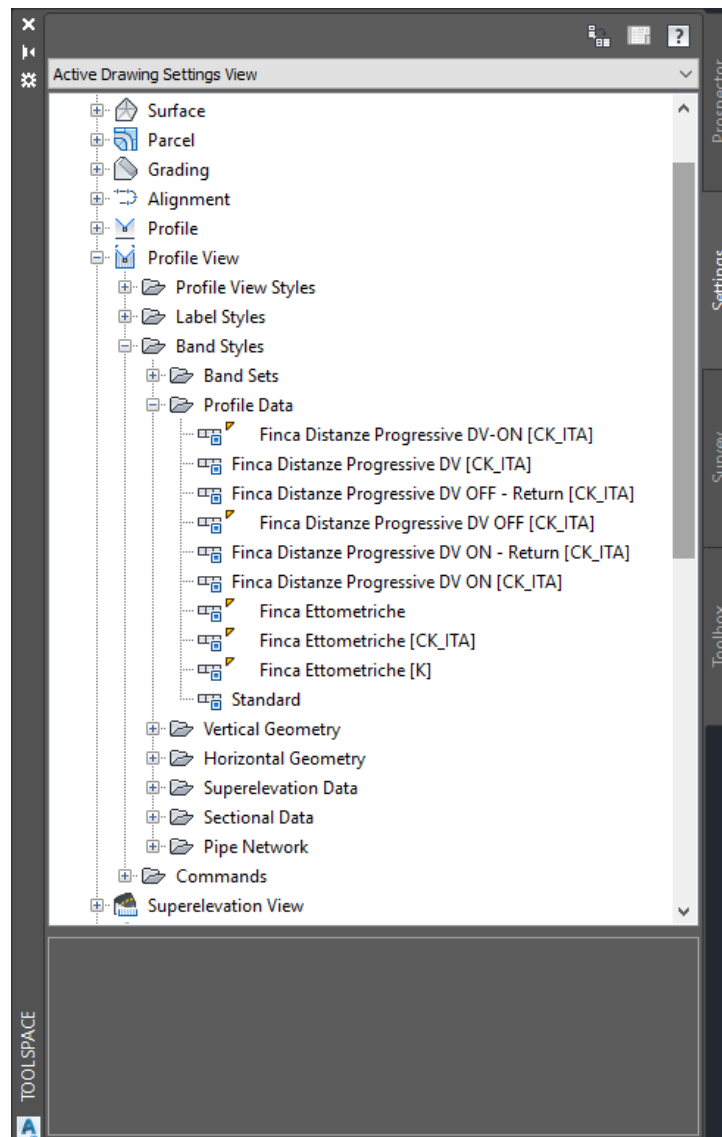 ?
Active Drawing Settings View
Surface
Parcel
Grading
Alignment
Profile
Profile View
Profile View Styles
Label Styles
Band Styles
Band Sets
Profile Data
Finca Distanze Progressive DV-ON [CK_ITA]
Finca Distanze Progressive DV [CK_ITA]
Finca Distanze Progressive DV OFF - Return [CK_ITA]
Finca Distanze Progressive DV OFF [CK_ITA]
Finca Distanze Progressive DV ON - Return [CK_ITA]
Finca Distanze Progressive DV ON [CK_ITA]
Finca Ettometriche
Finca Ettometriche [CK_ITA]
Finca Ettometriche [K]
Standard
Vertical Geometry
Horizontal Geometry
Superelevation Data
Sectional Data
Pipe Network
Commands
Superelevation View
Prospector
Settings
Survey
Toolbox
TOOLSPACE